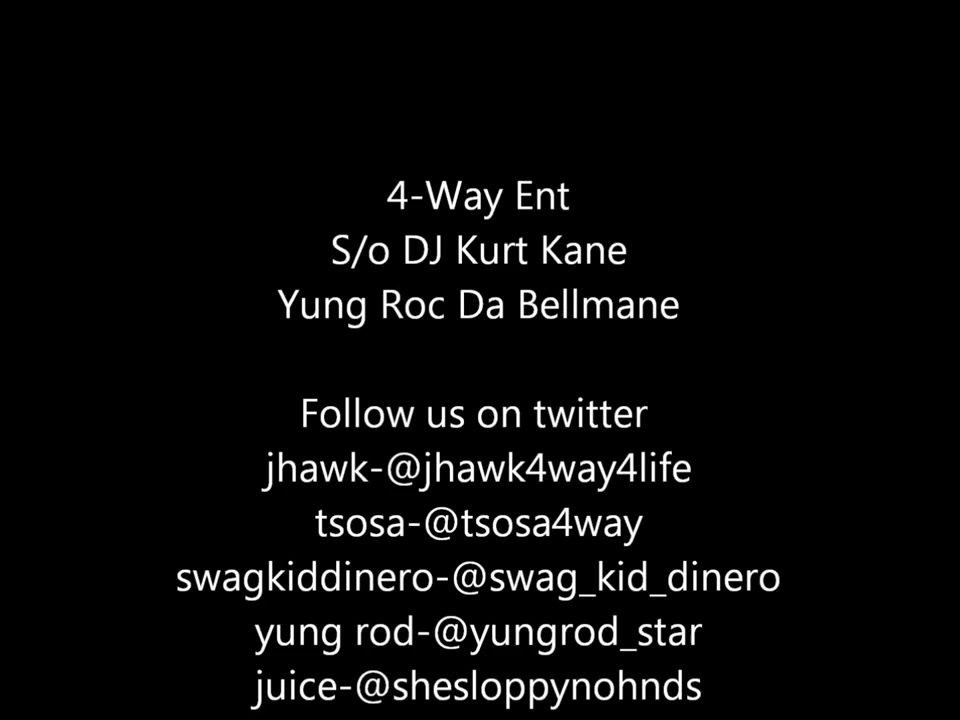 4-Way Ent
S/o DJ Kurt Kane
Yung Roc Da Bellmane
Follow us on twitter
jhawk-@jhawk4way4life
tsosa-@tsosa4way
swagkiddinero-@swag_kid_dinero
yung rod-@yungrod_star
juice-@shesloppynohnds